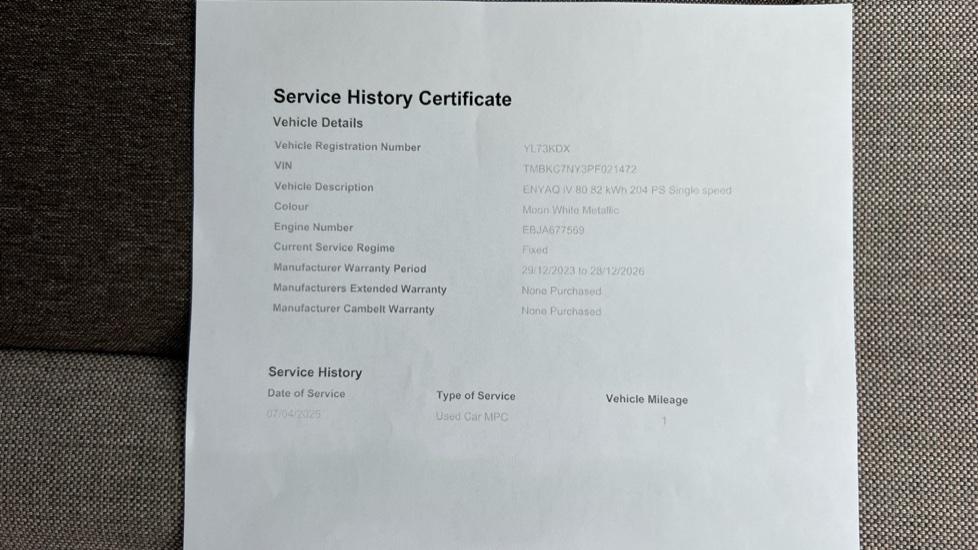 Service History Certificate
Vehicle Details
Vehicle Registration Number YL73KDX
VIN TMBKC7NY3PF021472
Vehicle Description ENYAQ iV 80 82 kWh 204 PS Single speed
Colour Moon White Metallic
Engine Number EBJA677569
Current Service Regime Fixed
Manufacturer Warranty Period 29/12/2023 to 28/12/2026
Manufacturers Extended Warranty None Purchased
Manufacturer Cambelt Warranty None Purchased
Service History
Date of Service Type of Service Vehicle Mileage
07/04/2025 Used Car MPC 1